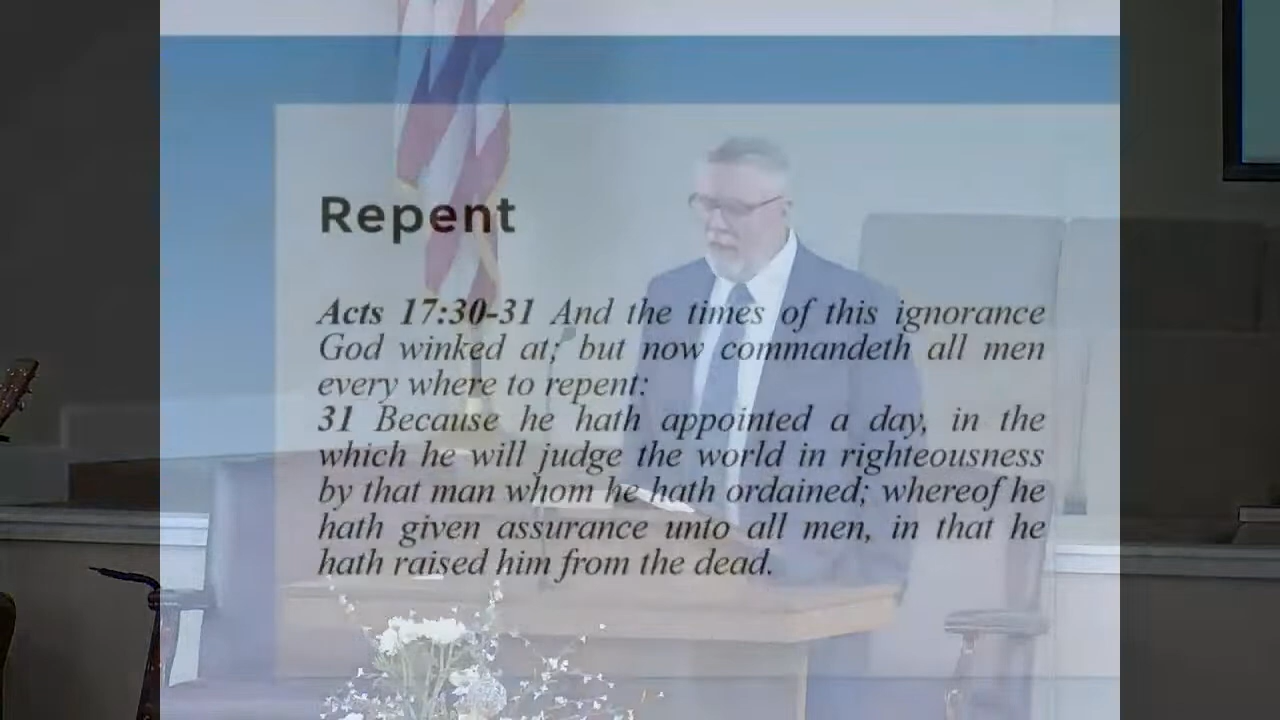 Repent
Acts 17:30-31 And the times of this ignorance
God winked at; but now commandeth all men
every where to repent:
31 Because he hath appointed a day, in the
which he will judge the world in righteousness
by that man whom he hath ordained; whereof he
hath given assurance unto all men, in that he
hath raised him from the dead.